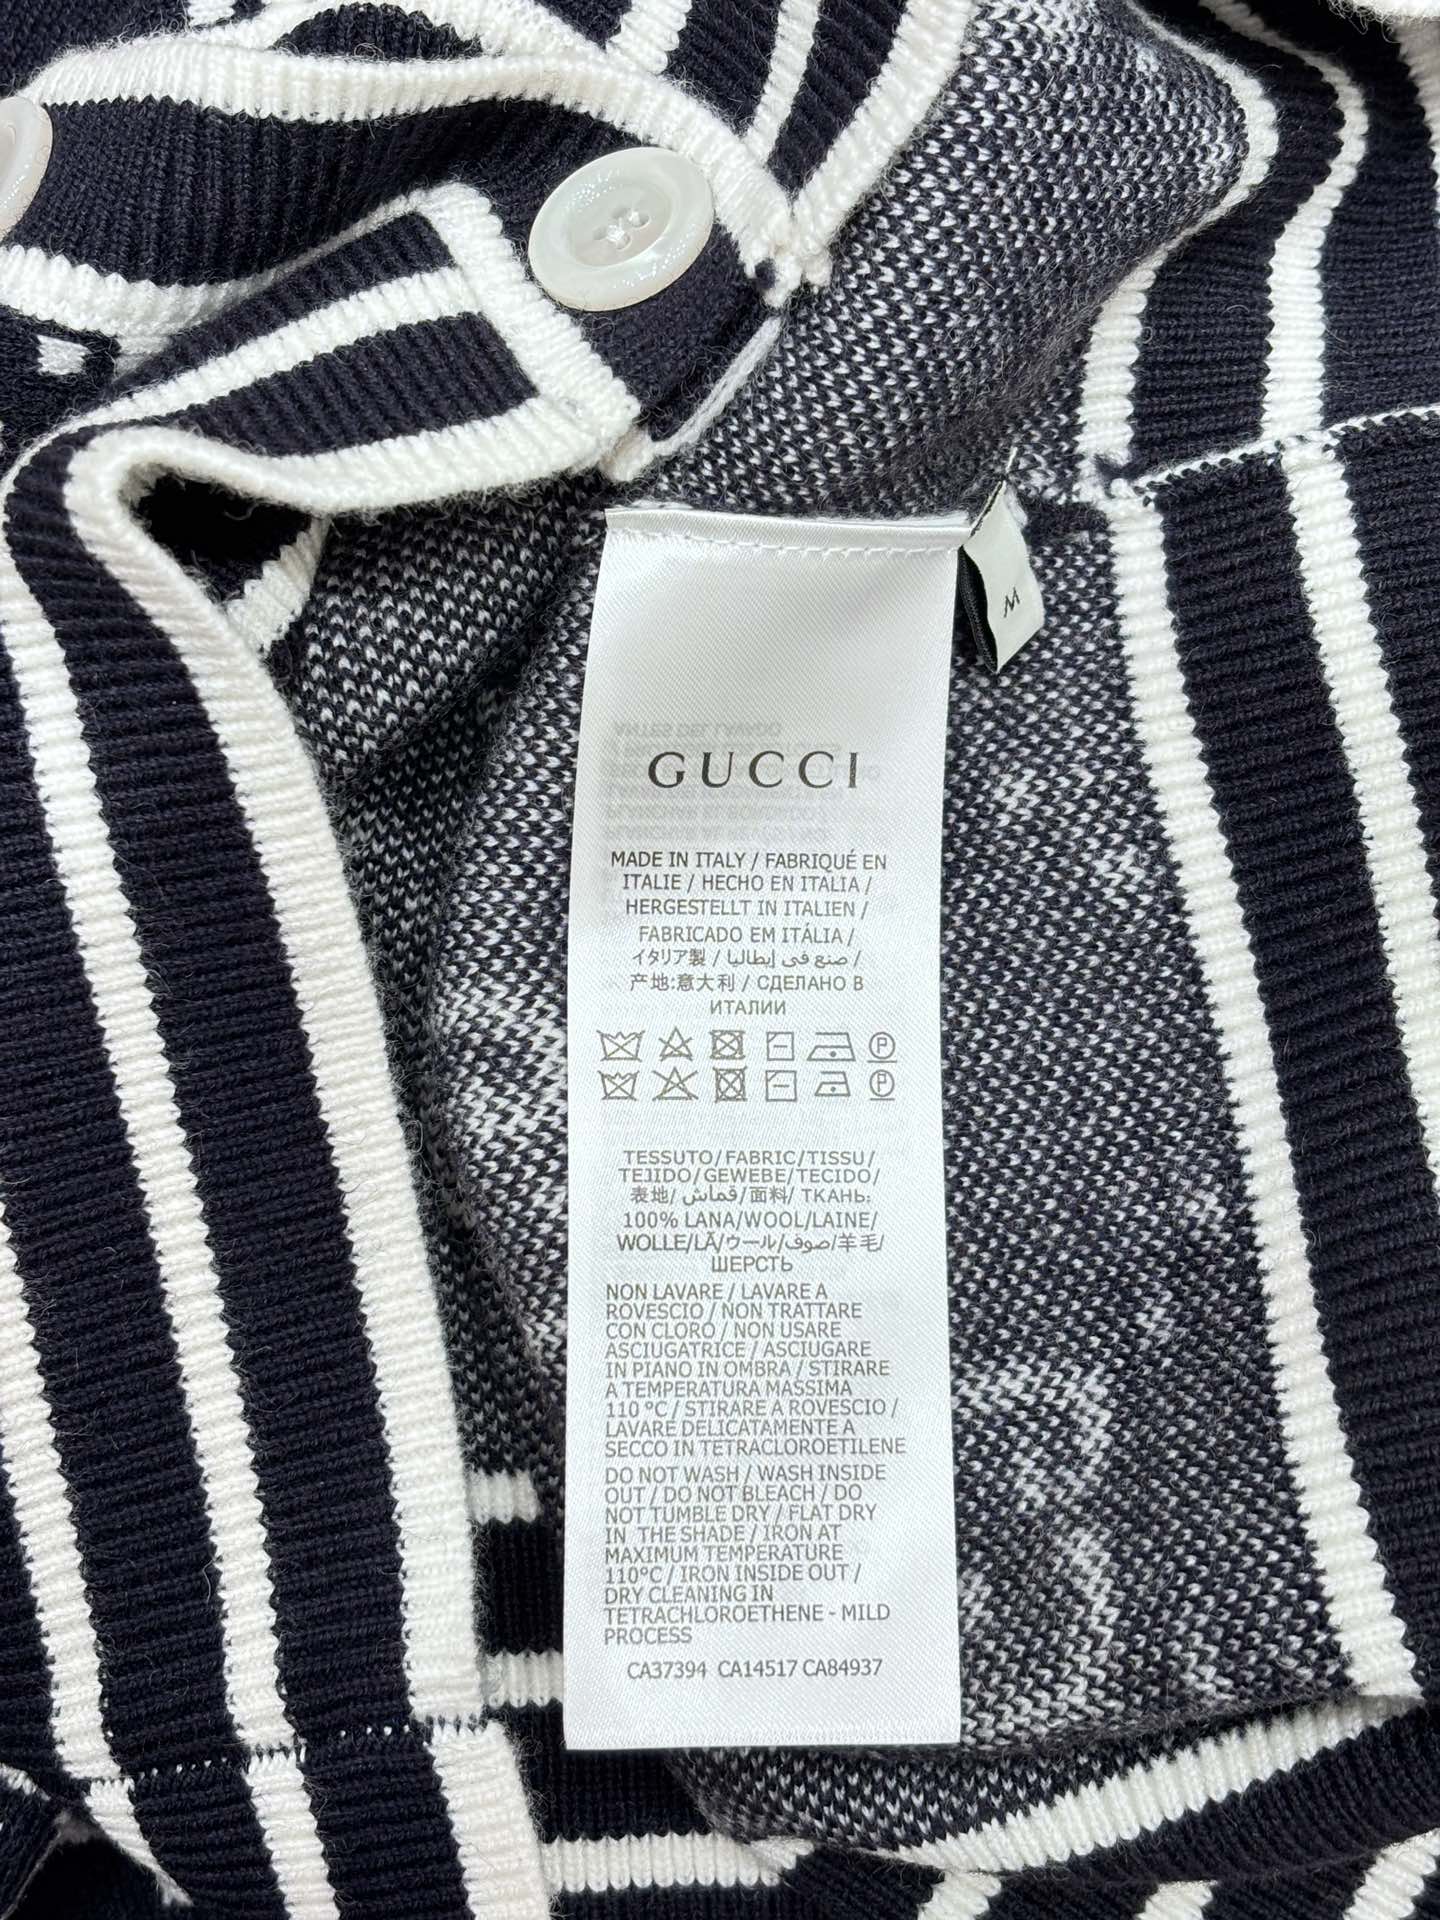 M
GUCCI
MADE IN ITALY / FABRIQUÉ EN
ITALIE / HECHO EN ITALIA /
HERGESTELLT IN ITALIEN /
FABRICADO EM ITÁLIA /
イタリア製 / صنع في إيطاليا /
产地:意大利 / СДЕЛАНО В
ИТАЛИИ
P
P
TESSUTO/FABRIC/TISSU/
TEJIDO/GEWEBE/TECIDO/
表地/ قماش/面料/ ТКАНЬ:
100% LANA/WOOL/LAINE/
WOLLE/LÃ/ウール/صوف/羊毛/
ШЕРСТЬ
NON LAVARE / LAVARE A
ROVESCIO / NON TRATTARE
CON CLORO / NON USARE
ASCIUGATRICE / ASCIUGARE
IN PIANO IN OMBRA / STIRARE
A TEMPERATURA MASSIMA
110 °C / STIRARE A ROVESCIO /
LAVARE DELICATAMENTE A
SECCO IN TETRACLOROETILENE
DO NOT WASH / WASH INSIDE
OUT / DO NOT BLEACH / DO
NOT TUMBLE DRY / FLAT DRY
IN THE SHADE / IRON AT
MAXIMUM TEMPERATURE
110°C / IRON INSIDE OUT /
DRY CLEANING IN
TETRACHLOROETHENE - MILD
PROCESS
CA37394 CA14517 CA84937